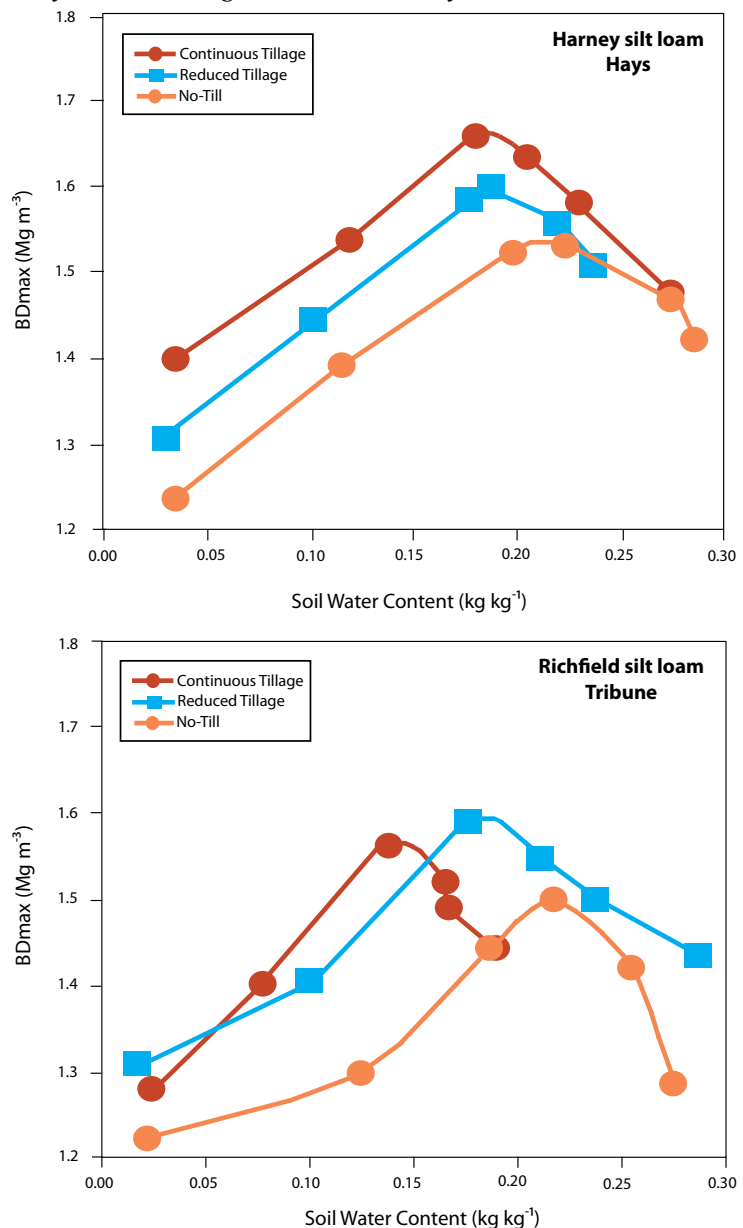 Harney silt loam
Hays
Continuous Tillage
Reduced Tillage
No-Till
BDmax (Mg m⁻³)
1.8
1.7
1.6
1.5
1.4
1.3
1.2
0.00 0.05 0.10 0.15 0.20 0.25 0.30
Soil Water Content (kg kg⁻¹)
Richfield silt loam
Tribune
Continuous Tillage
Reduced Tillage
No-Till
BDmax (Mg m⁻³)
1.8
1.7
1.6
1.5
1.4
1.3
1.2
0.00 0.05 0.10 0.15 0.20 0.25 0.30
Soil Water Content (kg kg⁻¹)